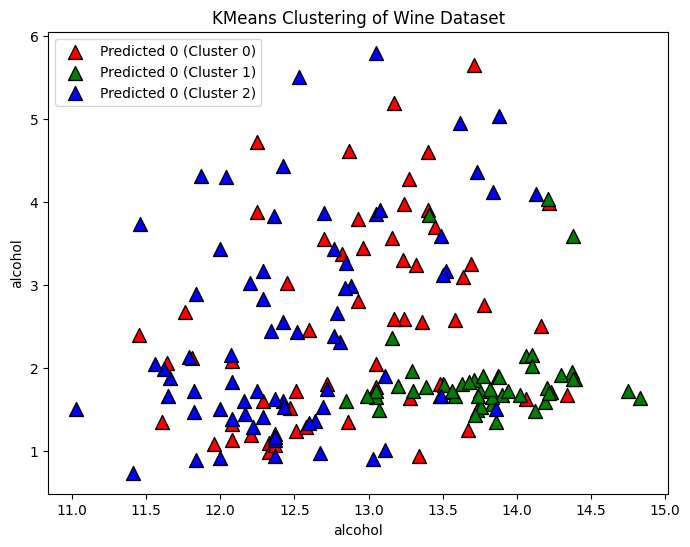 KMeans Clustering of Wine Dataset
Predicted 0 (Cluster 0)
Predicted 0 (Cluster 1)
Predicted 0 (Cluster 2)
alcohol
6
5
4
3
2
1
11.0 11.5 12.0 12.5 13.0 13.5 14.0 14.5 15.0
alcohol